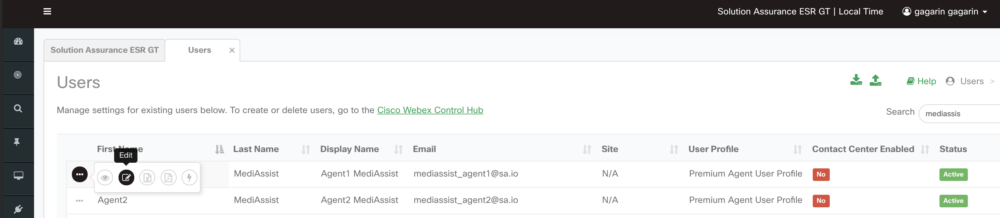 Solution Assurance ESR GT | Local Time gagarin gagarin
Solution Assurance ESR GT Users
Users
Help Users >
Manage settings for existing users below. To create or delete users, go to the Cisco Webex Control Hub
Search mediassis
First Name Last Name Display Name Email Site User Profile Contact Center Enabled Status
Edit
MediAssist Agent1 MediAssist mediassist_agent1@sa.io N/A Premium Agent User Profile No Active
Agent2 MediAssist Agent2 MediAssist mediassist_agent2@sa.io N/A Premium Agent User Profile No Active